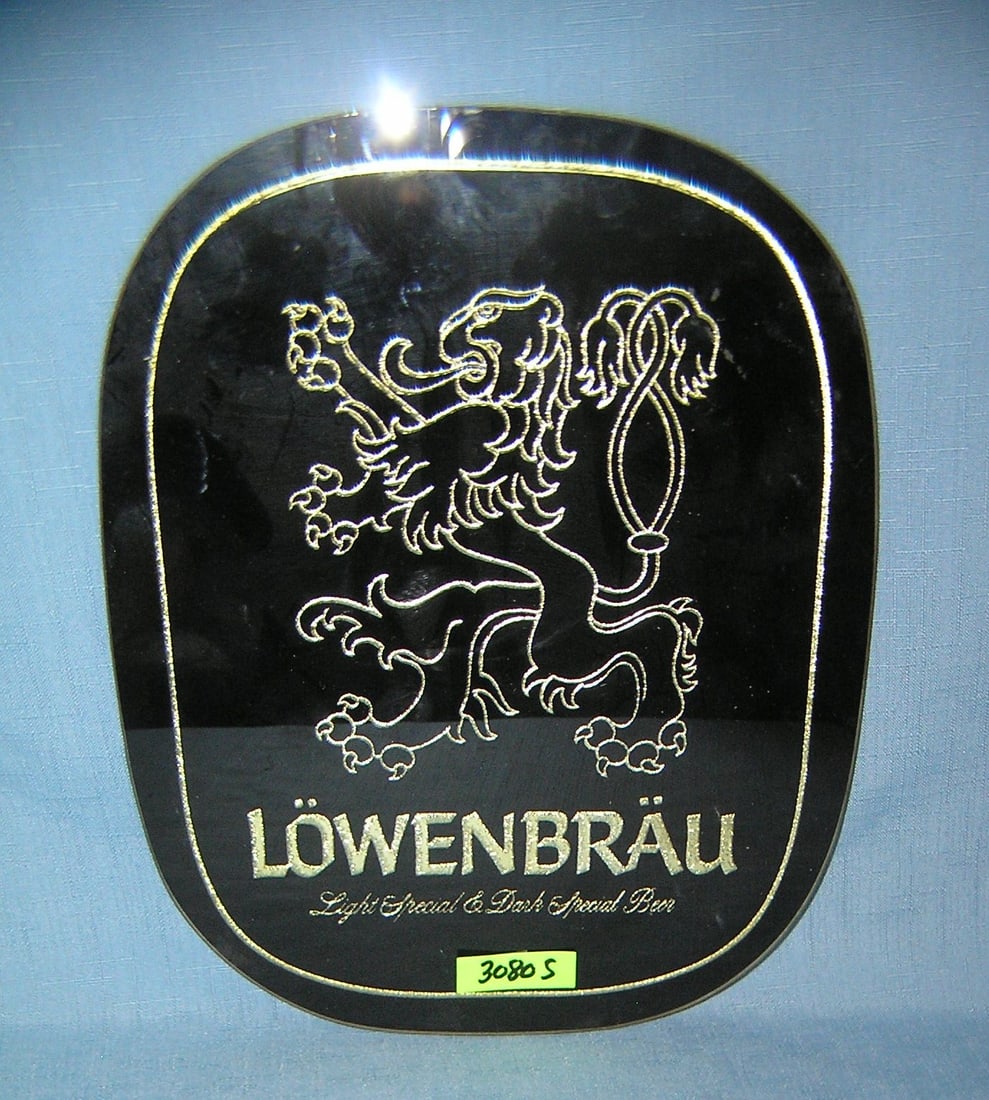 LÖWENBRÄU
Light Special & Dark Special Beer
3080 S